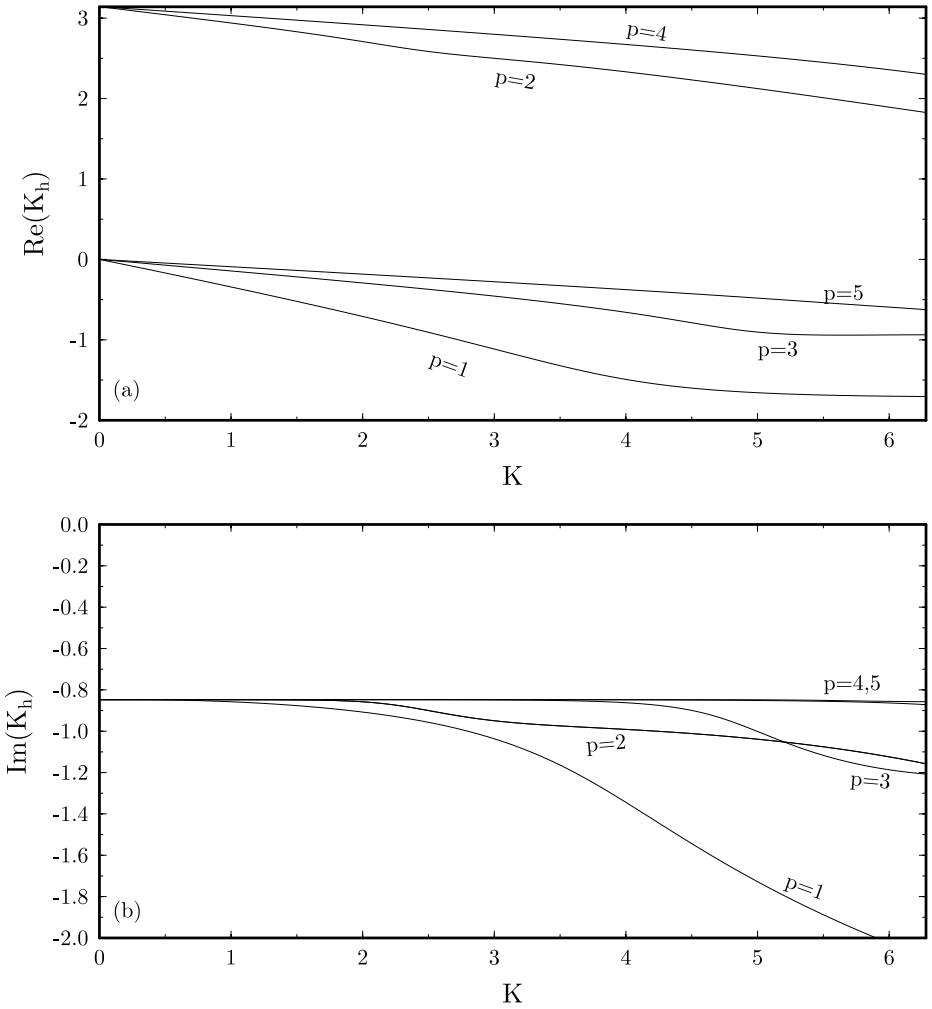 3
2
1
0
-1
-2
Re(K_h)
p=4
p=2
p=5
p=3
p=1
(a)
0 1 2 3 4 5 6
K
0.0
-0.2
-0.4
-0.6
-0.8
-1.0
-1.2
-1.4
-1.6
-1.8
-2.0
Im(K_h)
p=4,5
p=2
p=3
p=1
(b)
0 1 2 3 4 5 6
K